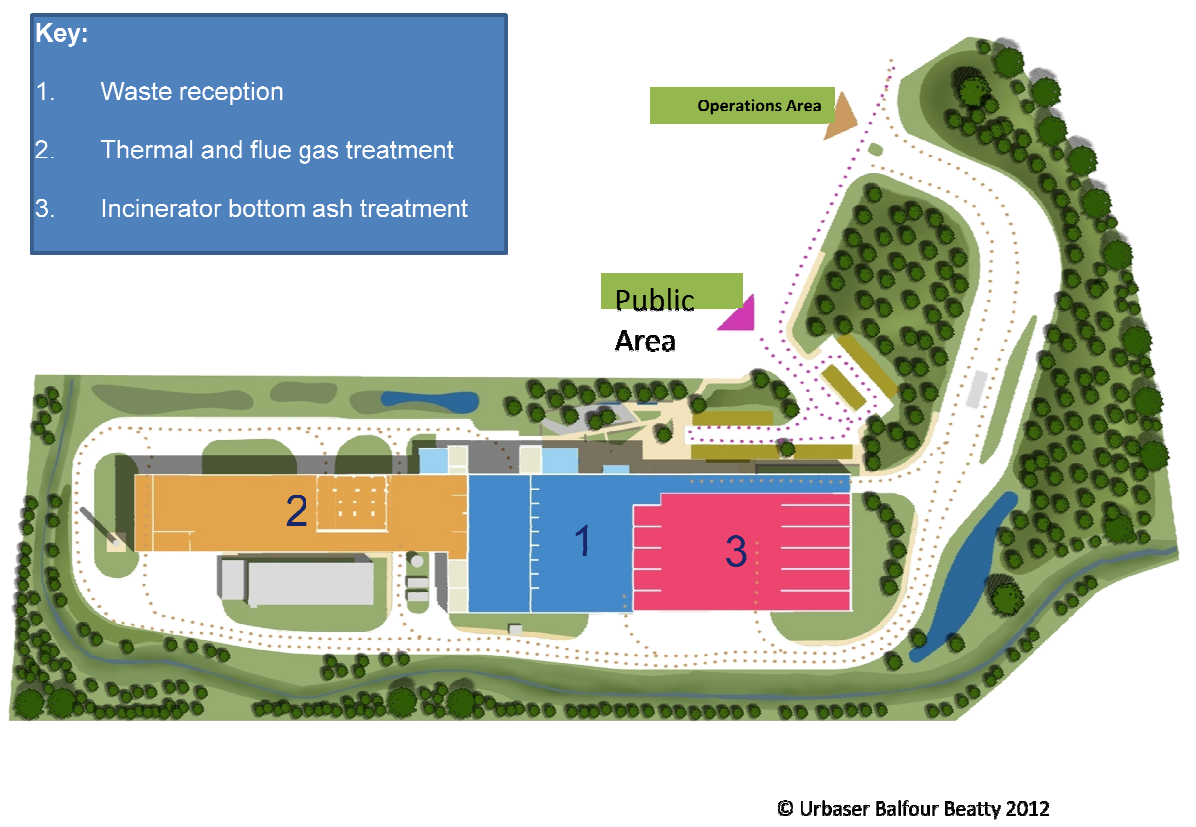 Key:
1. Waste reception
2. Thermal and flue gas treatment
3. Incinerator bottom ash treatment
Operations Area
Public
Area
2
1
3
© Urbaser Balfour Beatty 2012